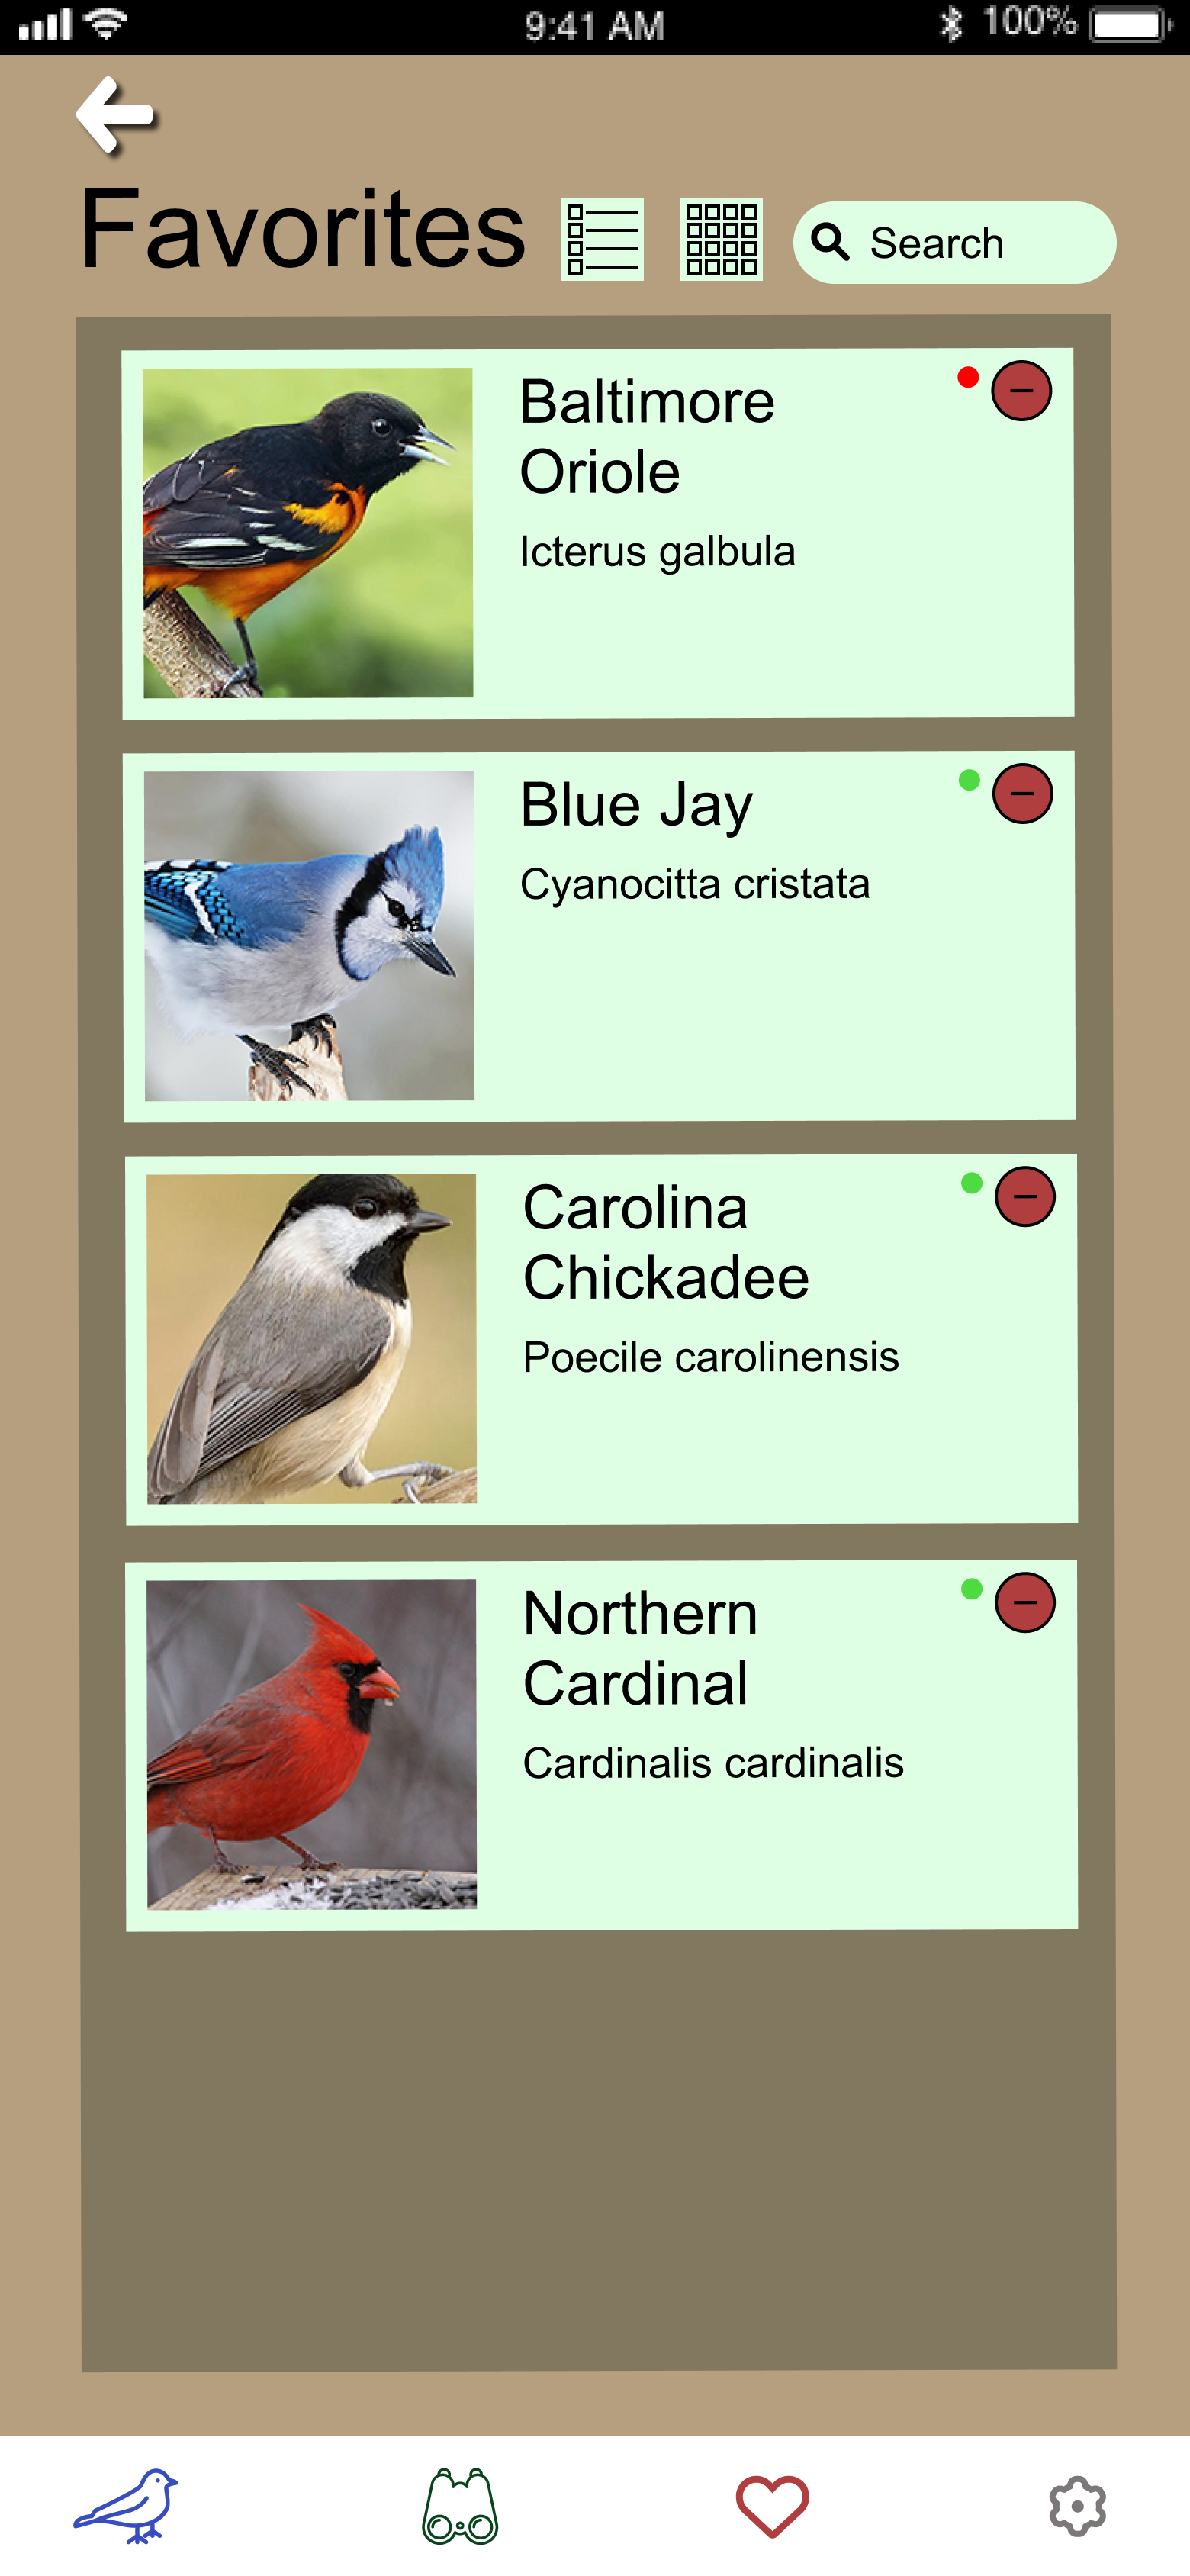 9:41 AM
100%
Favorites
Search
Baltimore
Oriole
Icterus galbula
Blue Jay
Cyanocitta cristata
Carolina
Chickadee
Poecile carolinensis
Northern
Cardinal
Cardinalis cardinalis